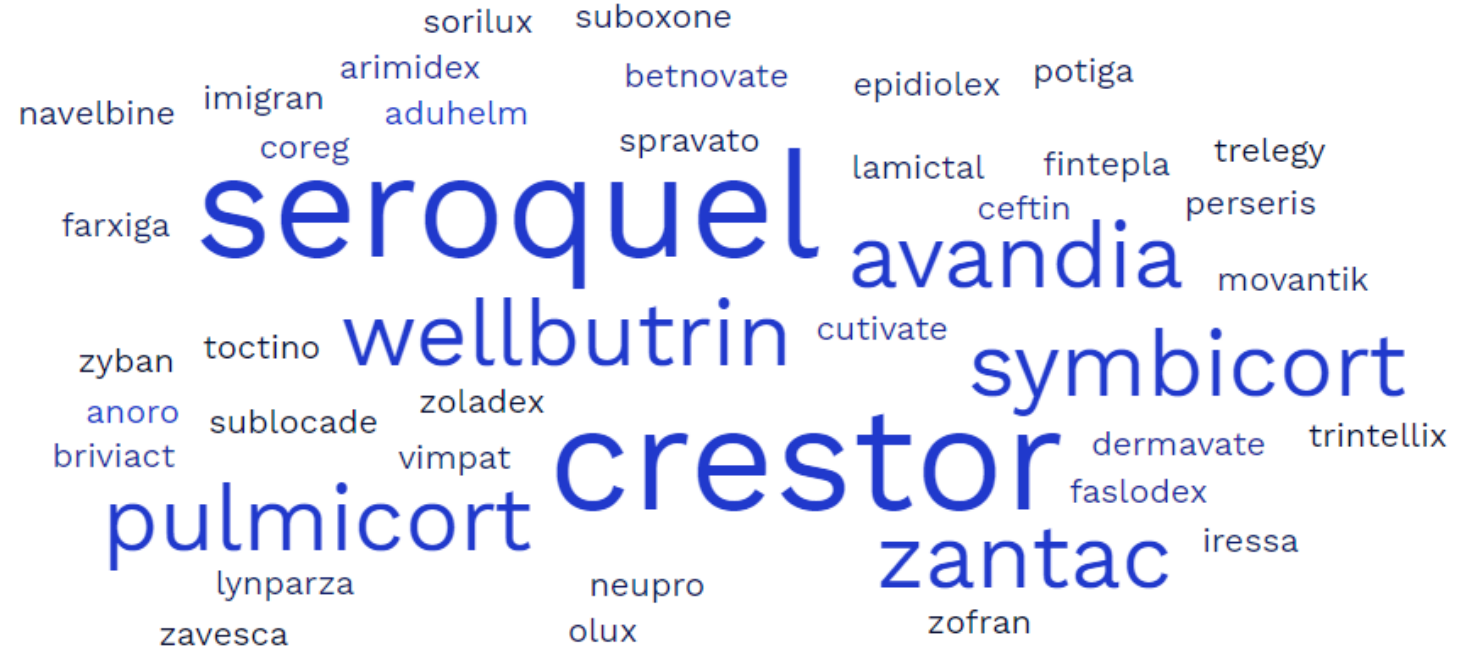 sorilux suboxone
arimidex betnovate epidiolex potiga
navelbine imigran aduhelm
coreg spravato lamictal fintepla trelegy
farxiga seroquel ceftin perseris
avandia movantik
wellbutrin cutivate
zyban toctino symbicort
anoro sublocade zoladex
briviact vimpat crestor dermavate trintellix
pulmicort faslodex
zantac iressa
lynparza neupro
zavesca olux zofran